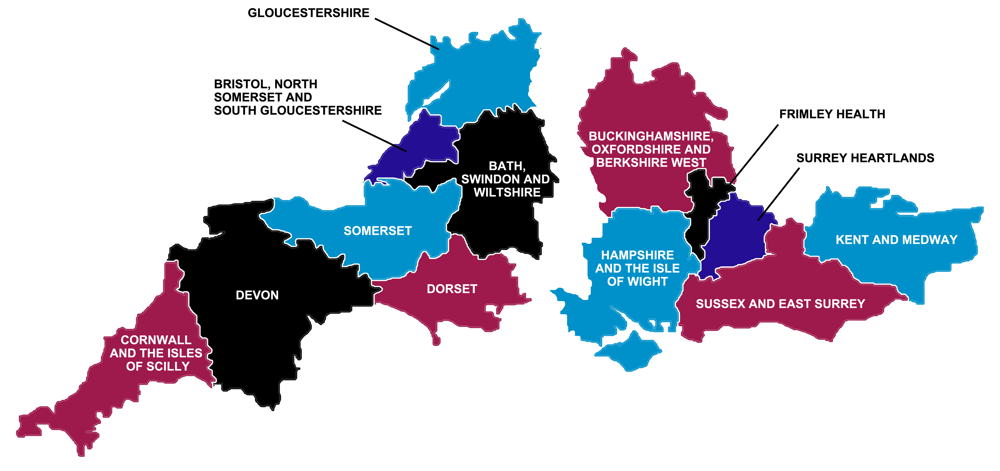 GLOUCESTERSHIRE
BRISTOL, NORTH
SOMERSET AND
SOUTH GLOUCESTERSHIRE
FRIMLEY HEALTH
BUCKINGHAMSHIRE,
OXFORDSHIRE AND
BERKSHIRE WEST
SURREY HEARTLANDS
BATH,
SWINDON AND
WILTSHIRE
SOMERSET
KENT AND MEDWAY
HAMPSHIRE
AND THE ISLE
OF WIGHT
DORSET
DEVON
SUSSEX AND EAST SURREY
CORNWALL
AND THE ISLES
OF SCILLY